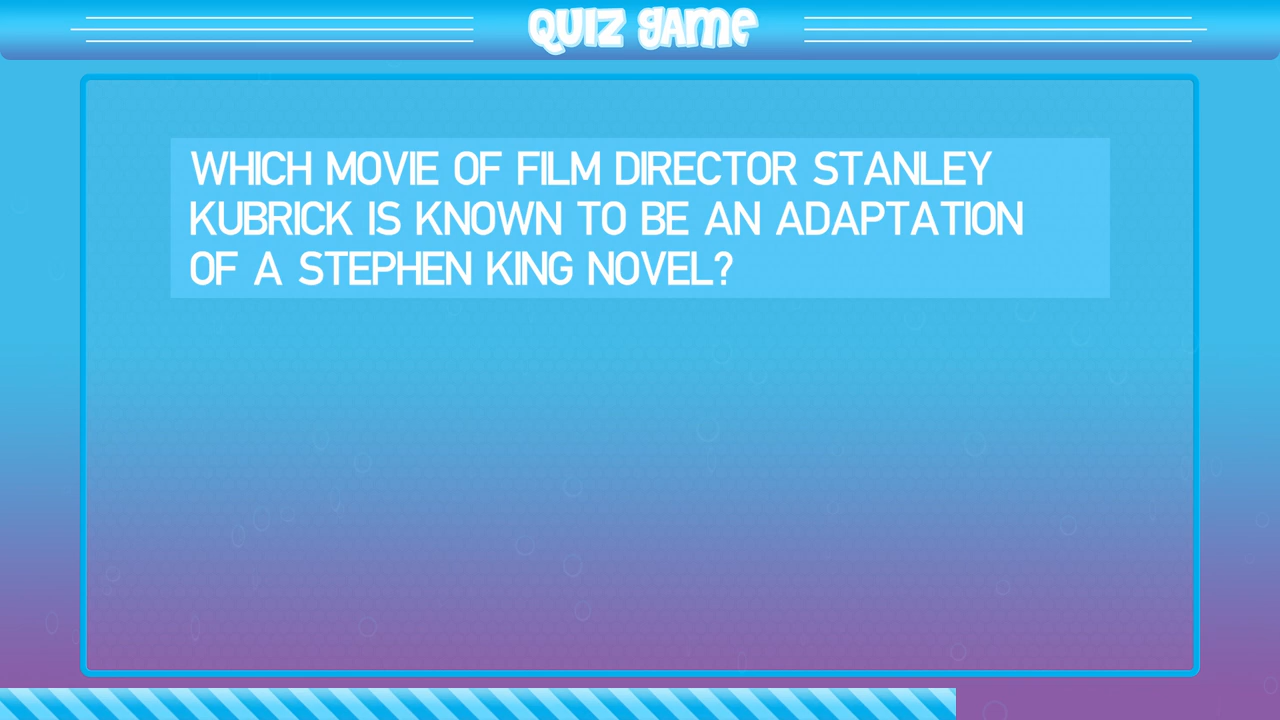 QUIZ GAME
WHICH MOVIE OF FILM DIRECTOR STANLEY
KUBRICK IS KNOWN TO BE AN ADAPTATION
OF A STEPHEN KING NOVEL?